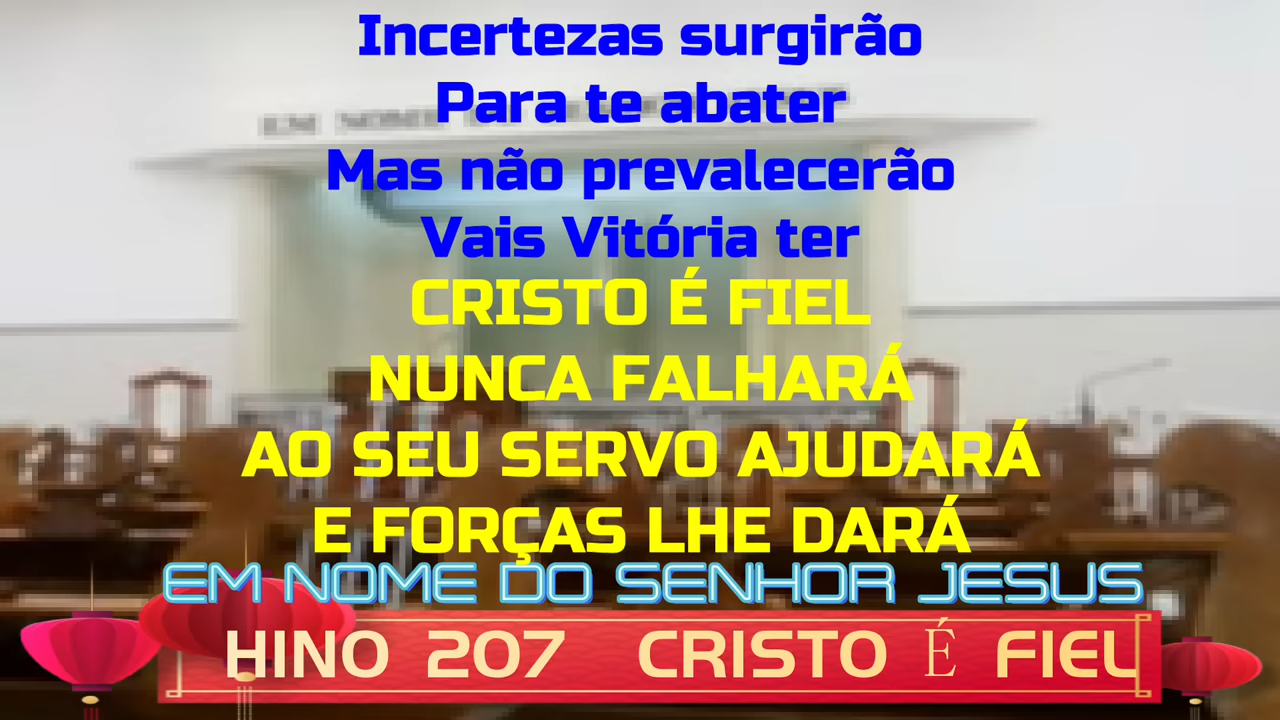 Incertezas surgirão
Para te abater
Mas não prevalecerão
Vais Vitória ter
CRISTO É FIEL
NUNCA FALHARÁ
AO SEU SERVO AJUDARÁ
E FORÇAS LHE DARÁ
EM NOME DO SENHOR JESUS
HINO 207 CRISTO É FIEL